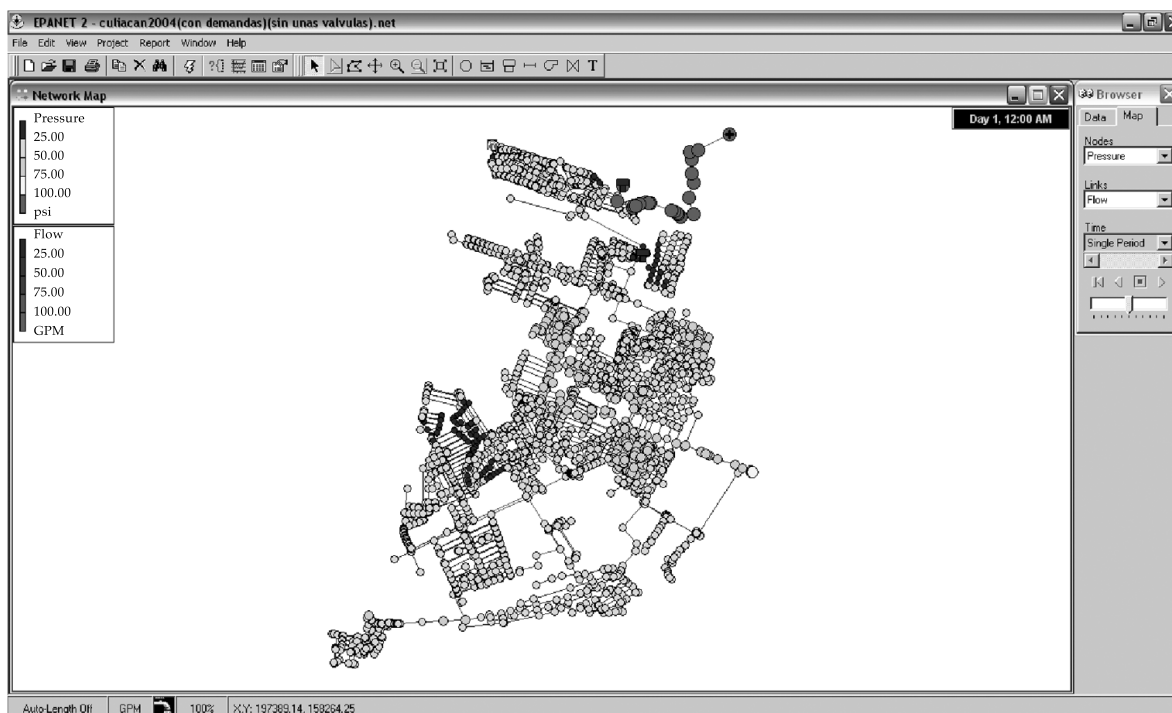 EPANET 2 - culiacan2004(con demandas)(sin unas valvulas).net
File Edit View Project Report Window Help
T
Network Map
Browser
Pressure
25.00
50.00
75.00
100.00
psi
Flow
25.00
50.00
75.00
100.00
GPM
Day 1, 12:00 AM
Data Map
Nodes
Pressure
Links
Flow
Time
Single Period
Auto-Length Off GPM 100% X,Y: 197389.14, 158264.25